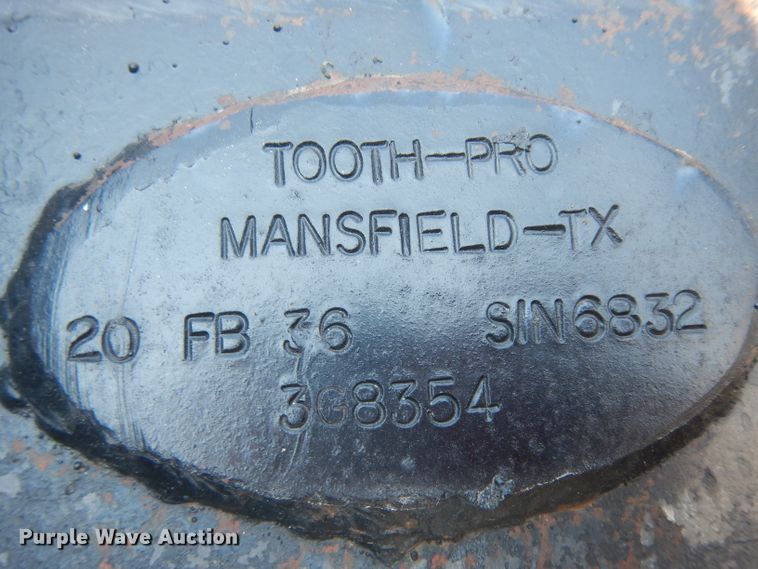 TOOTH-PRO
MANSFIELD-TX
20 FB 36 SIN6832
3G8354
Purple Wave Auction